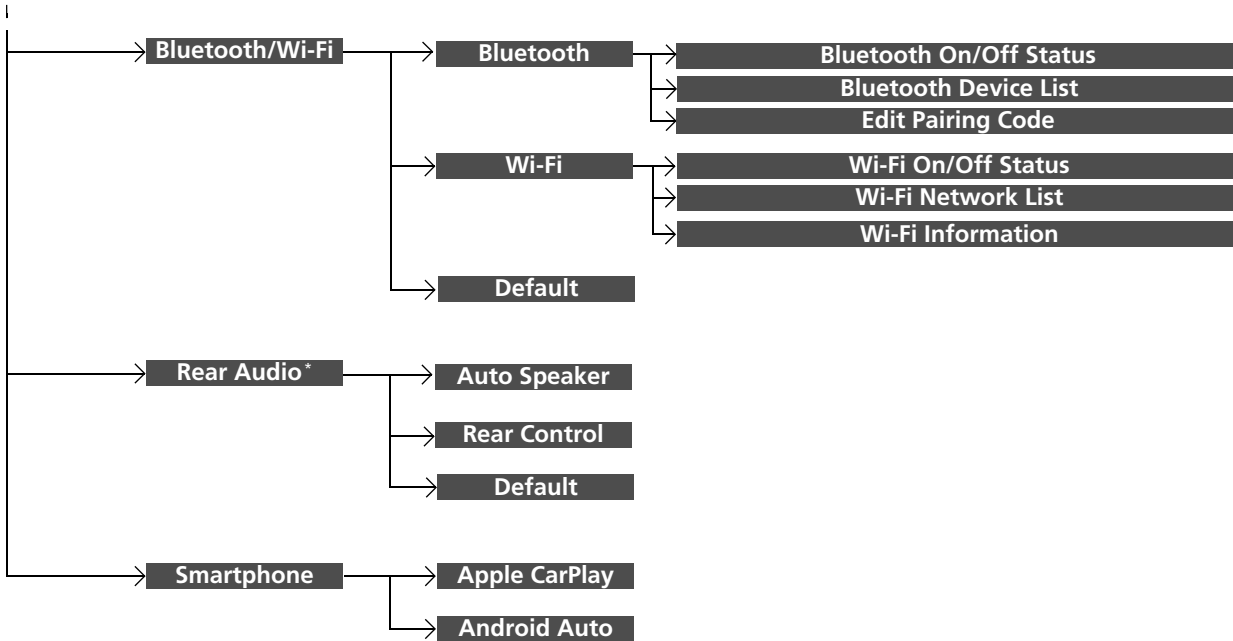 Bluetooth/Wi-Fi
Bluetooth
Bluetooth On/Off Status
Bluetooth Device List
Edit Pairing Code
Wi-Fi
Wi-Fi On/Off Status
Wi-Fi Network List
Wi-Fi Information
Default
Rear Audio*
Auto Speaker
Rear Control
Default
Smartphone
Apple CarPlay
Android Auto